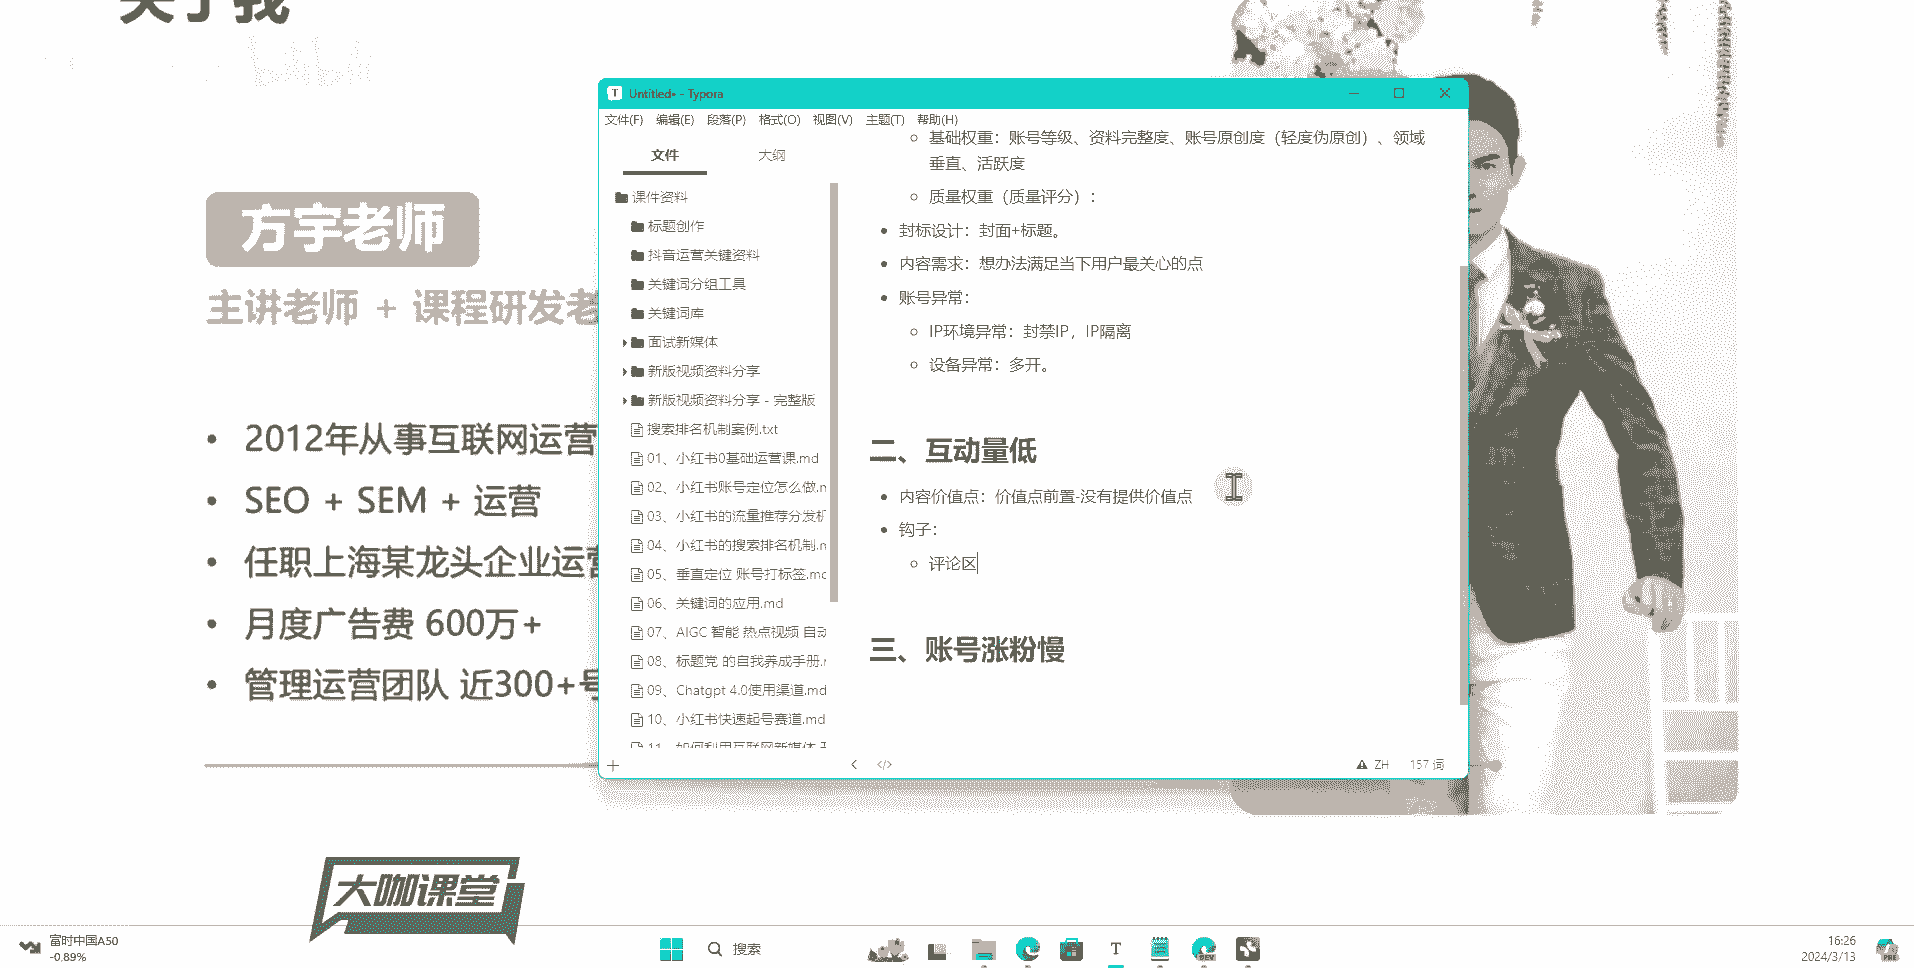 关于我
bilibili
方宇老师
主讲老师 + 课程研发老
• 2012年从事互联网运营
• SEO + SEM + 运营
• 任职上海某龙头企业运营
• 月度广告费 600万+
• 管理运营团队 近300+号
大咖课堂
T Untitled• - Typora
文件(F) 编辑(E) 段落(P) 格式(O) 视图(V) 主题(T) 帮助(H)
文件 大纲
课件资料
标题创作
抖音运营关键资料
关键词分组工具
关键词库
面试新媒体
新版视频资料分享
新版视频资料分享 - 完整版
搜索排名机制案例.txt
01、小红书0基础运营课.md
02、小红书账号定位怎么做.m
03、小红书的流量推荐分发机
04、小红书的搜索排名机制.m
05、垂直定位 账号打标签.mc
06、关键词的应用.md
07、AIGC 智能 热点视频 自动
08、标题党 的自我养成手册.r
09、Chatgpt 4.0使用渠道.md
10、小红书快速起号赛道.md
11、如何利用互联网新媒体
基础权重：账号等级、资料完整度、账号原创度（轻度伪原创）、领域
垂直、活跃度
质量权重（质量评分）：
• 封标设计：封面+标题。
• 内容需求：想办法满足当下用户最关心的点
• 账号异常：
IP环境异常：封禁IP，IP隔离
设备异常：多开。
二、互动量低
• 内容价值点：价值点前置-没有提供价值点
• 钩子：
评论区
三、账号涨粉慢
+ < </> ZH 157 词
富时中国A50
-0.89%
搜索
T
DEV
16:26
2024/3/13
PRE